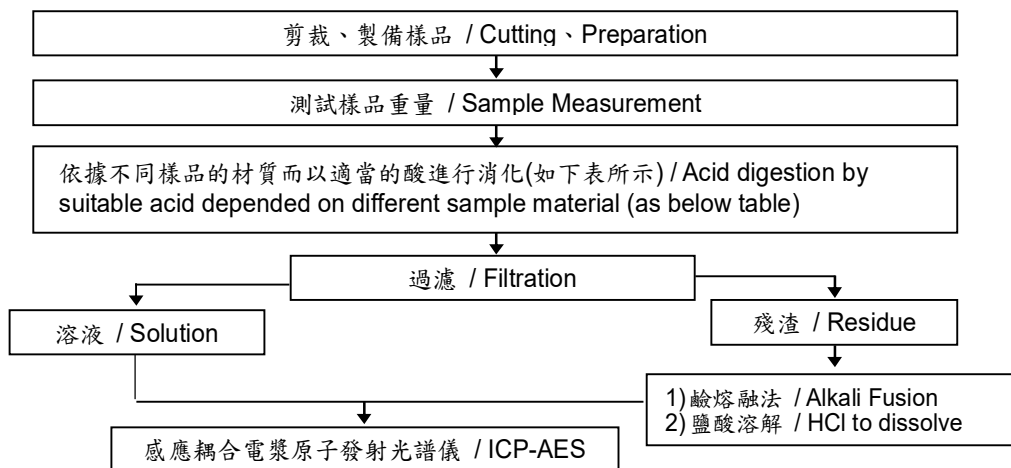 剪裁、製備樣品 / Cutting、Preparation
測試樣品重量 / Sample Measurement
依據不同樣品的材質而以適當的酸進行消化(如下表所示) / Acid digestion by
suitable acid depended on different sample material (as below table)
過濾 / Filtration
溶液 / Solution
殘渣 / Residue
1) 鹼熔融法 / Alkali Fusion
2) 鹽酸溶解 / HCl to dissolve
感應耦合電漿原子發射光譜儀 / ICP-AES